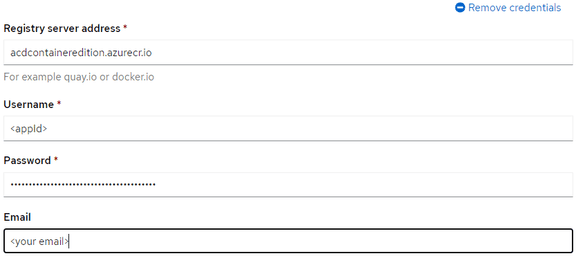 Remove credentials
Registry server address *
acdcontaineredition.azurecr.io
For example quay.io or docker.io
Username *
<appId>
Password *
••••••••••••••••••••••••••••••••••••••••
Email
<your email>